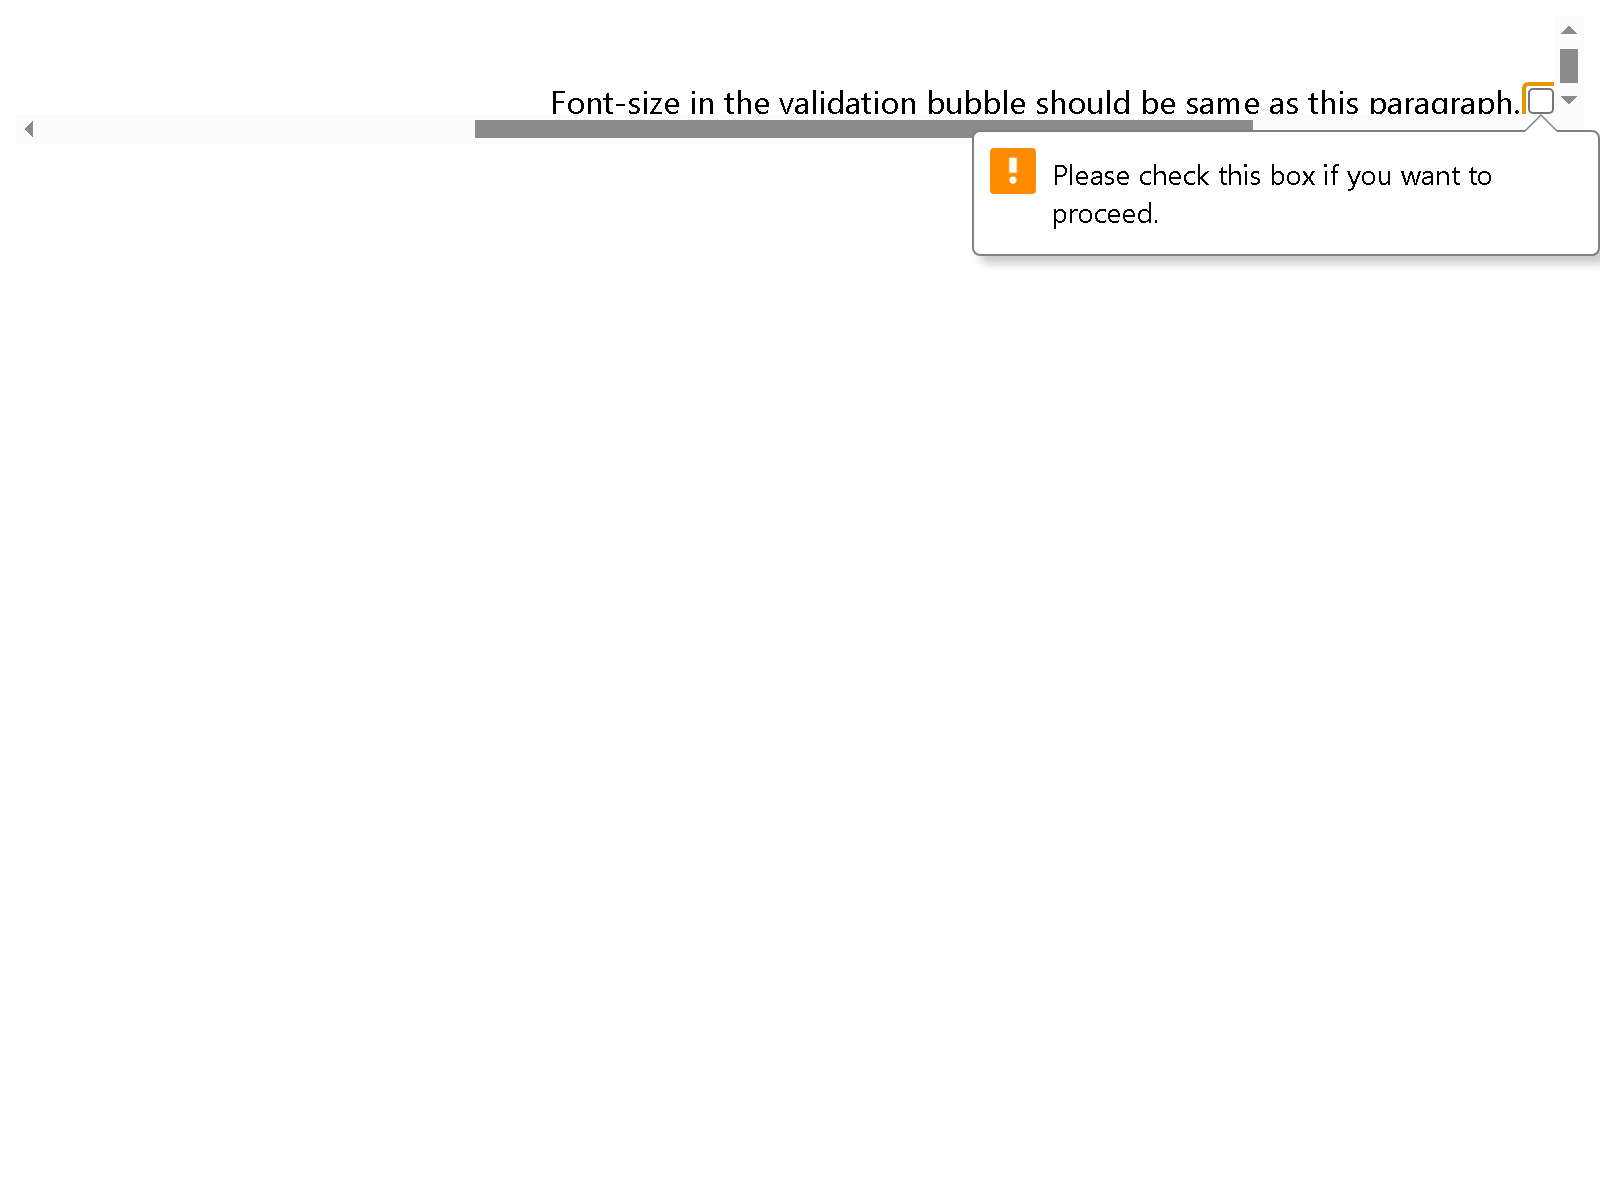 Font-size in the validation bubble should be same as this paragraph.
Please check this box if you want to
proceed.